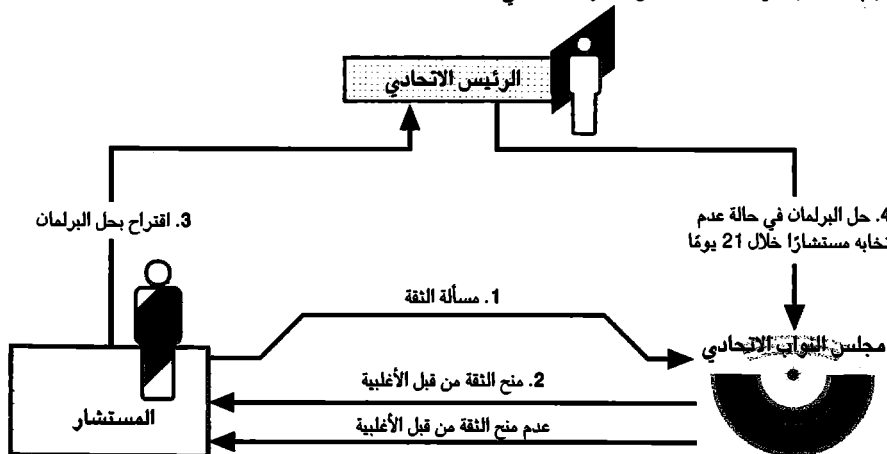 الرئيس الاتحادي
3. اقتراح بحل البرلمان
4. حل البرلمان في حالة عدم
مستشارًا خلال 21 يومًا
1. مسألة الثقة
مجلس النواب الاتحادي
2. منح الثقة من قبل الأغلبية
المستشار
عدم منح الثقة من قبل الأغلبية